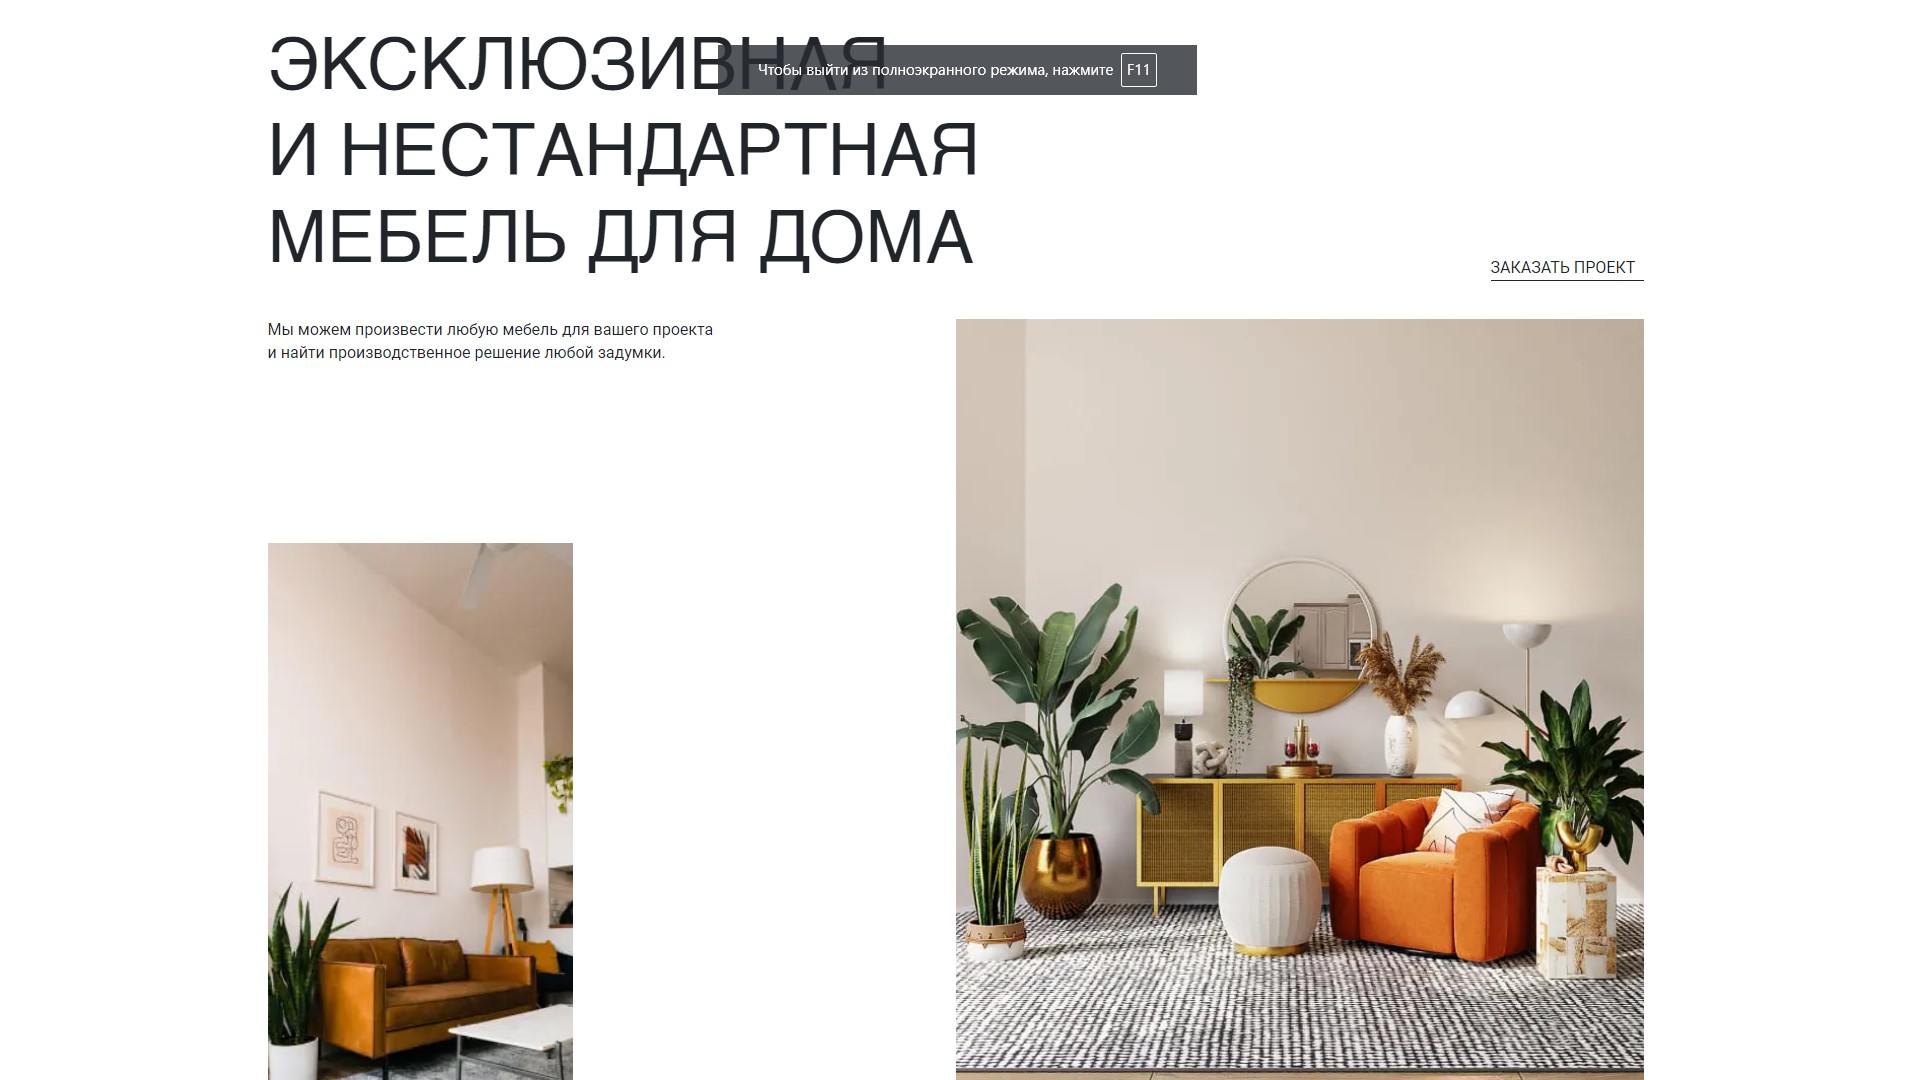 ЭКСКЛЮЗИВНАЯ
Чтобы выйти из полноэкранного режима, нажмите F11
И НЕСТАНДАРТНАЯ
МЕБЕЛЬ ДЛЯ ДОМА
ЗАКАЗАТЬ ПРОЕКТ
Мы можем произвести любую мебель для вашего проекта
и найти производственное решение любой задумки.